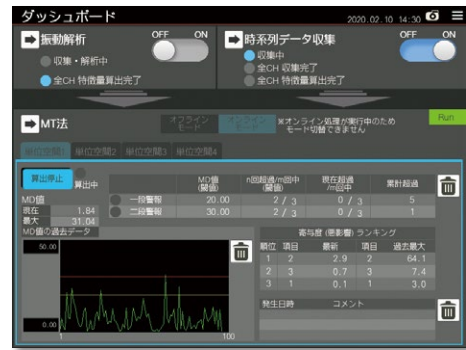 ダッシュボード
2020.02.10 14:30
振動解析
OFF ON
収集・解析中
全CH 特徴量算出完了
時系列データ収集
OFF ON
収集中
全CH 収集完了
全CH 特徴量算出完了
MT法
オフラインモード
オンラインモード
※オンライン処理が実行中のため
モード切替できません
Run
単位空間1 単位空間2 単位空間3 単位空間4
算出停止
算出中
MD値 (閾値) n回超過/m回中 (閾値) 現在超過 /m回中 累計超過
一段警報 20.00 2 / 3 0 / 3 5
二段警報 30.00 2 / 3 0 / 3 1
MD値
現在 1.84
最大 31.04
MD値の過去データ
50.00
0.00
1 100
寄与度 (悪影響) ランキング
順位 項目 最新 項目 過去最大
1 2 2.9 2 64.1
2 3 0.7 3 7.4
3 1 0.1 1 3.0
発生日時 コメント